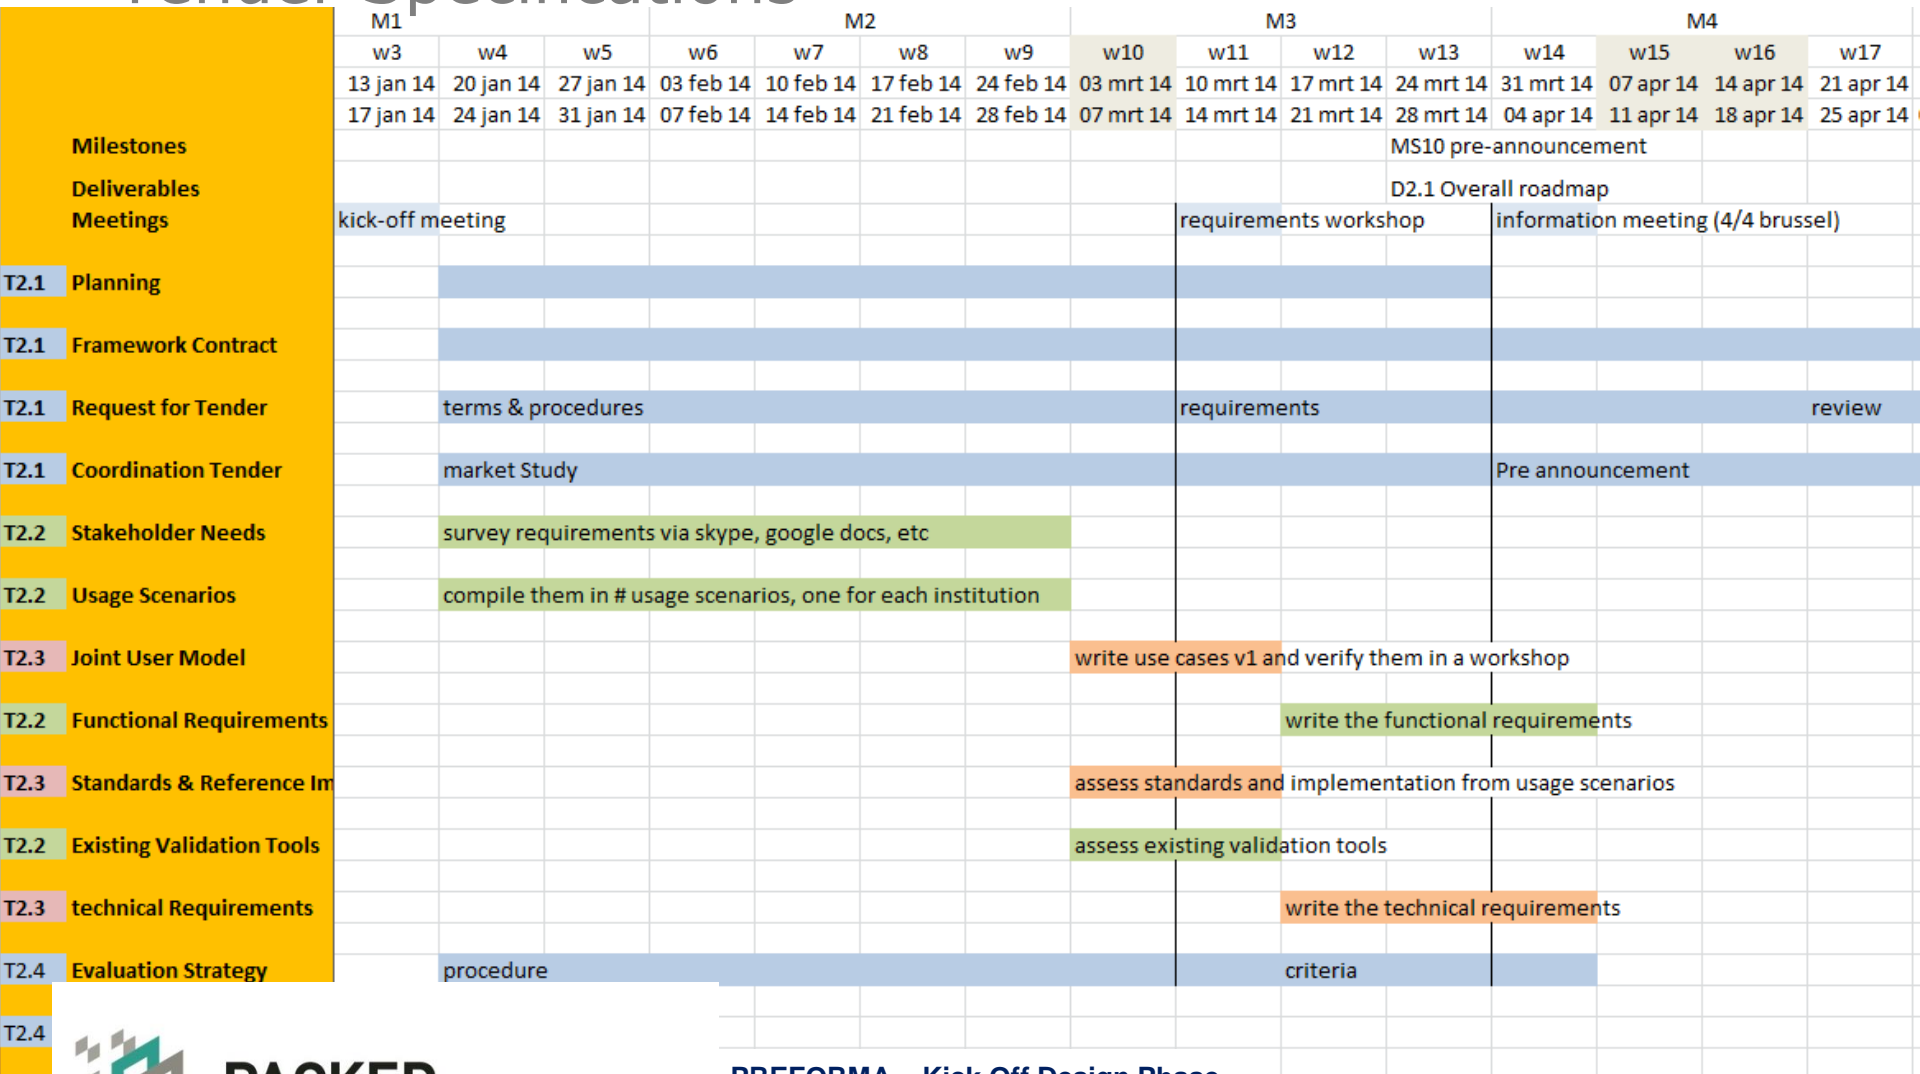 Tender Specifications
M1 M2 M3 M4
w3 w4 w5 w6 w7 w8 w9 w10 w11 w12 w13 w14 w15 w16 w17
13 jan 14 20 jan 14 27 jan 14 03 feb 14 10 feb 14 17 feb 14 24 feb 14 03 mrt 14 10 mrt 14 17 mrt 14 24 mrt 14 31 mrt 14 07 apr 14 14 apr 14 21 apr 14
17 jan 14 24 jan 14 31 jan 14 07 feb 14 14 feb 14 21 feb 14 28 feb 14 07 mrt 14 14 mrt 14 21 mrt 14 28 mrt 14 04 apr 14 11 apr 14 18 apr 14 25 apr 14
Milestones MS10 pre-announcement
Deliverables D2.1 Overall roadmap
Meetings kick-off meeting requirements workshop information meeting (4/4 brussel)
T2.1 Planning
T2.1 Framework Contract
T2.1 Request for Tender terms & procedures requirements review
T2.1 Coordination Tender market Study Pre announcement
T2.2 Stakeholder Needs survey requirements via skype, google docs, etc
T2.2 Usage Scenarios compile them in # usage scenarios, one for each institution
T2.3 Joint User Model write use cases v1 and verify them in a workshop
T2.2 Functional Requirements write the functional requirements
T2.3 Standards & Reference Im assess standards and implementation from usage scenarios
T2.2 Existing Validation Tools assess existing validation tools
T2.3 technical Requirements write the technical requirements
T2.4 Evaluation Strategy procedure criteria
T2.4
PACKED
PREFORMA – Kick Off Design Phase